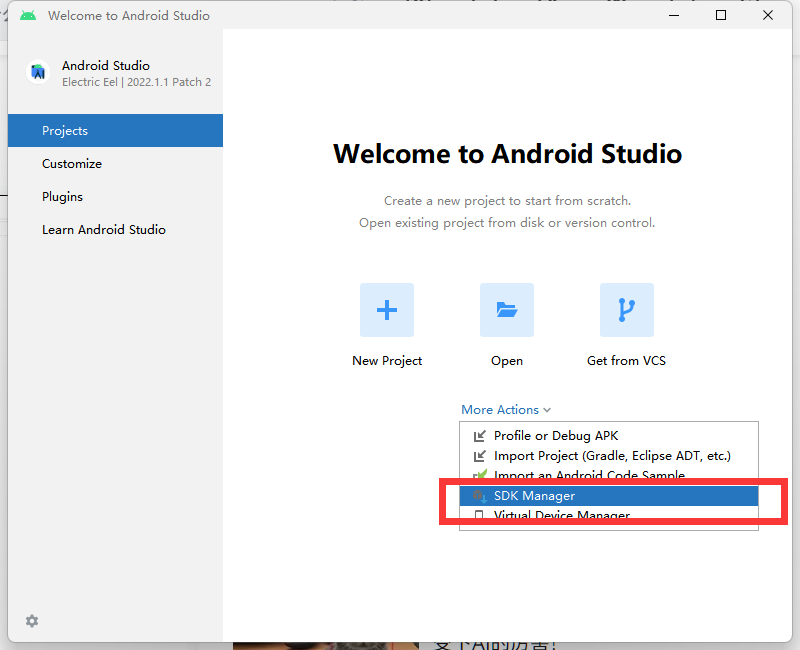 Welcome to Android Studio
Android Studio
Electric Eel | 2022.1.1 Patch 2
Projects
Customize
Plugins
Learn Android Studio
Welcome to Android Studio
Create a new project to start from scratch.
Open existing project from disk or version control.
New Project
Open
Get from VCS
More Actions
Profile or Debug APK
Import Project (Gradle, Eclipse ADT, etc.)
Import an Android Code Sample
SDK Manager
Virtual Device Manager